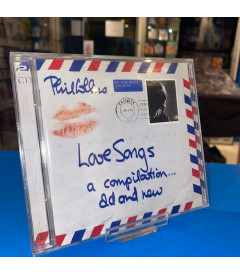 Phil Collins
Love Songs
a compilation...
old and new